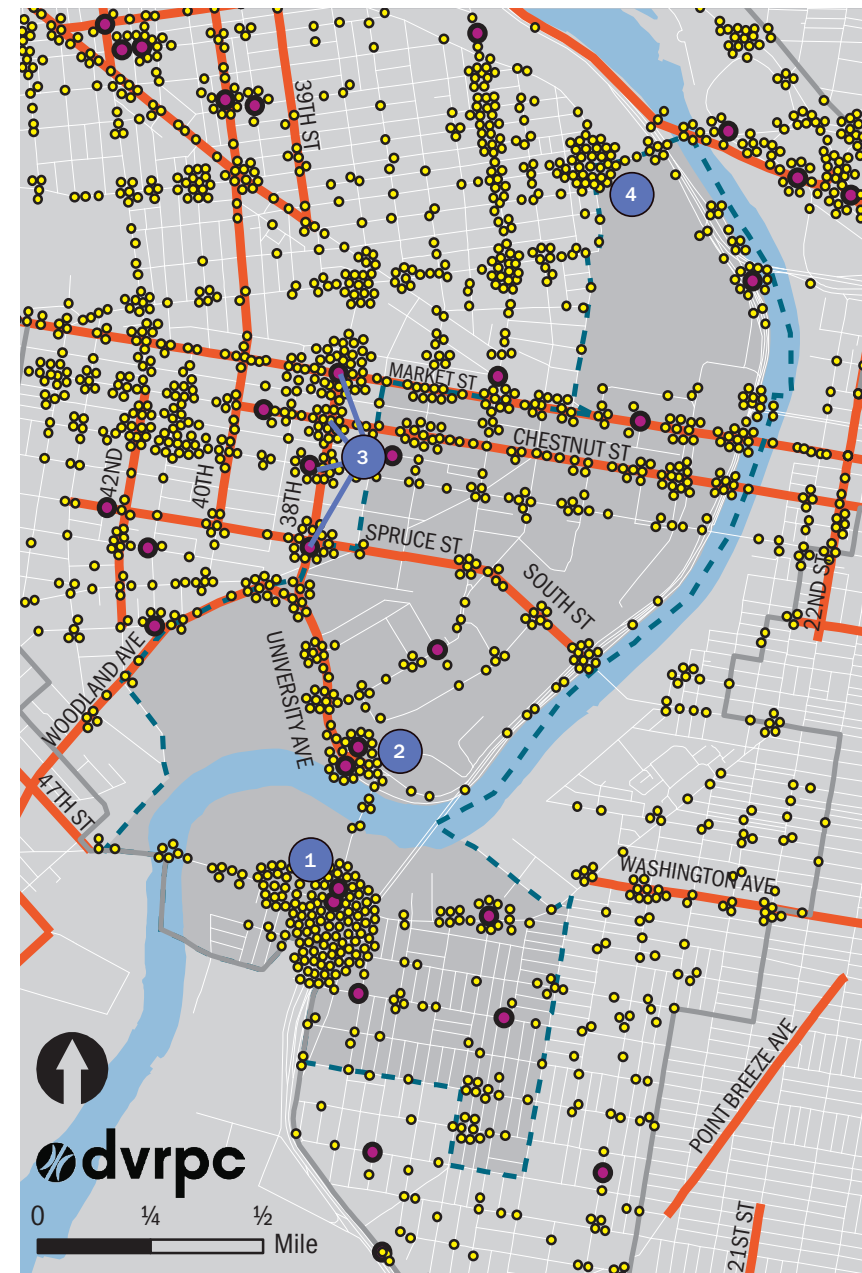 39TH ST
4
MARKET ST
CHESTNUT ST
3
42ND
40TH
38TH
SPRUCE ST
SOUTH ST
22ND ST
WOODLAND AVE
UNIVERSITY AVE
2
47TH ST
1
WASHINGTON AVE
POINT BREEZE AVE
21ST ST
dvrpc
0 ¼ ½
Mile